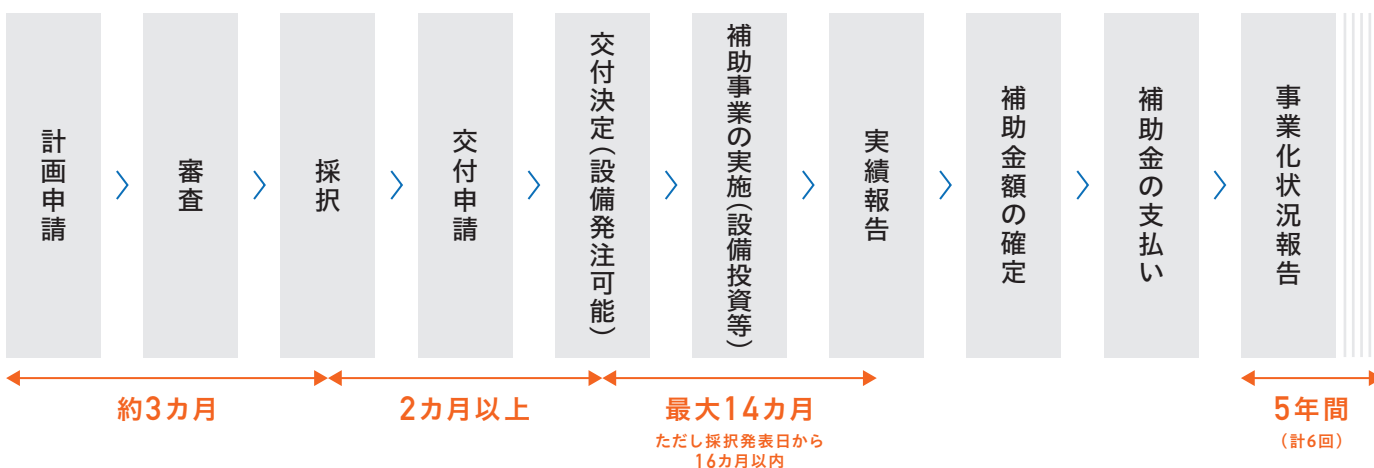 計画申請
審査
採択
交付申請
交付決定(設備発注可能)
補助事業の実施(設備投資等)
実績報告
補助金額の確定
補助金の支払い
事業化状況報告
約3カ月
2カ月以上
最大14カ月
ただし採択発表日から
16カ月以内
5年間
(計6回)